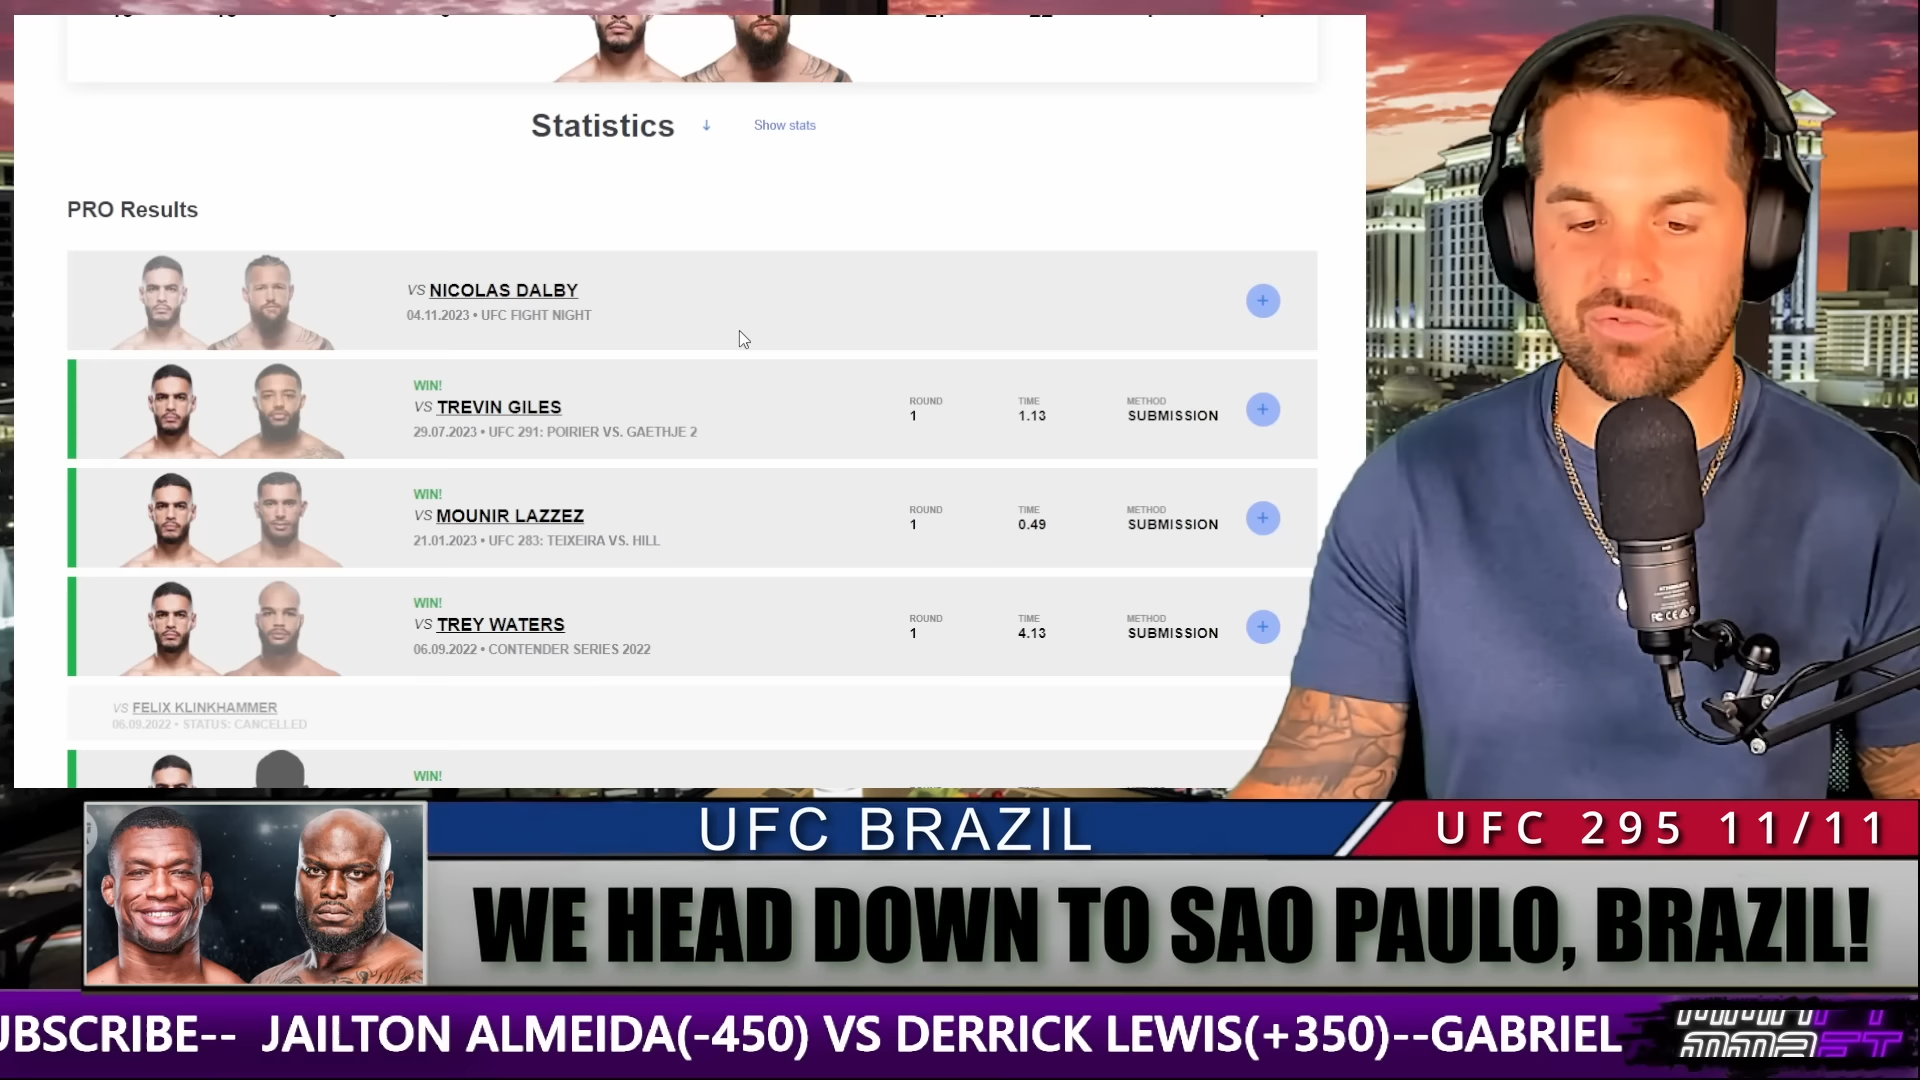 Statistics ↓ Show stats
PRO Results
VS NICOLAS DALBY
04.11.2023 • UFC FIGHT NIGHT
+
WIN!
VS TREVIN GILES
29.07.2023 • UFC 291: POIRIER VS. GAETHJE 2
ROUND TIME METHOD
1 1.13 SUBMISSION
+
WIN!
VS MOUNIR LAZZEZ
21.01.2023 • UFC 283: TEIXEIRA VS. HILL
ROUND TIME METHOD
1 0.49 SUBMISSION
+
WIN!
VS TREY WATERS
06.09.2022 • CONTENDER SERIES 2022
ROUND TIME METHOD
1 4.13 SUBMISSION
+
VS FELIX KLINKHAMMER
06.09.2022 • STATUS: CANCELLED
WIN!
UFC BRAZIL
UFC 295 11/11
WE HEAD DOWN TO SAO PAULO, BRAZIL!
UBSCRIBE-- JAILTON ALMEIDA(-450) VS DERRICK LEWIS(+350)--GABRIEL